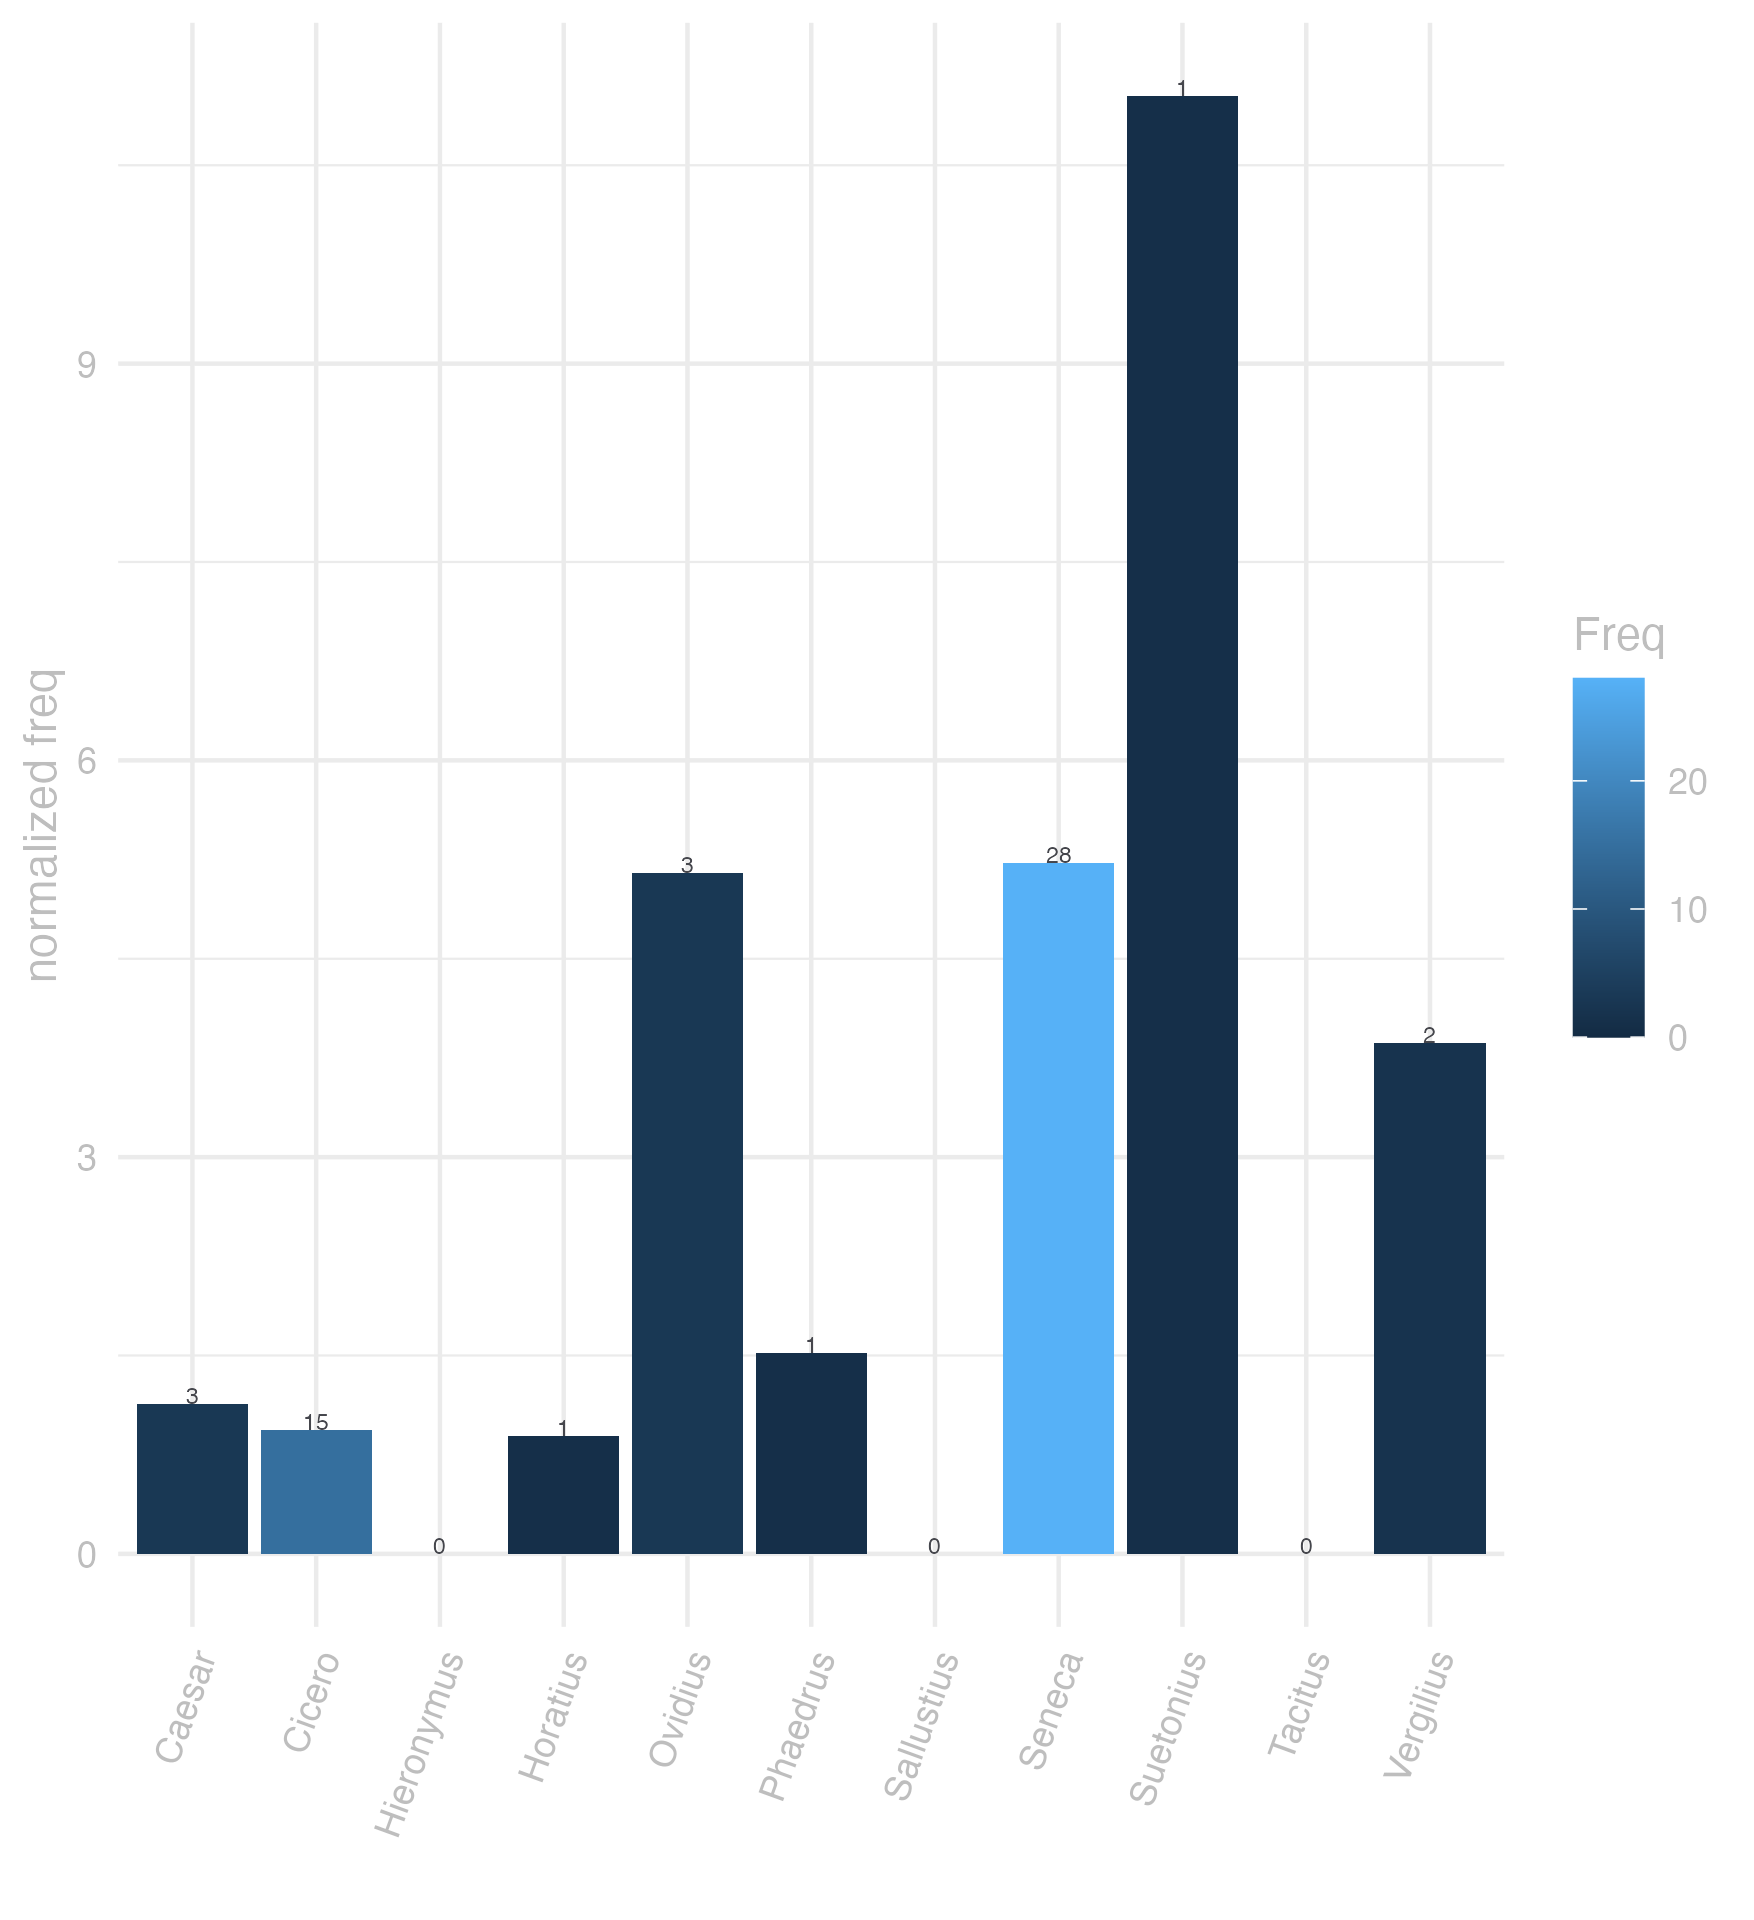 normalized freq
9
6
3
0
1
3
28
2
1
3
15
1
0
0
0
Caesar
Cicero
Hieronymus
Horatius
Ovidius
Phaedrus
Sallustius
Seneca
Suetonius
Tacitus
Vergilius
Freq
20
10
0